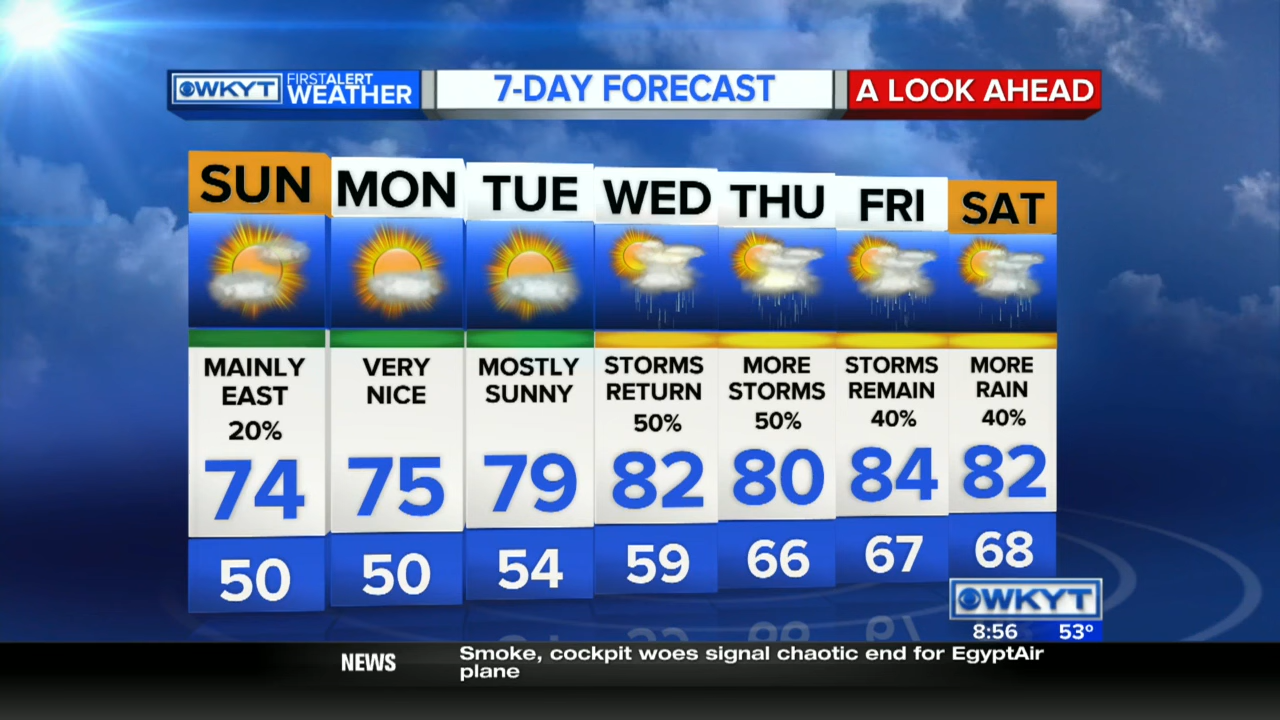 WKYT FIRST ALERT WEATHER
7-DAY FORECAST
A LOOK AHEAD
SUN MON TUE WED THU FRI SAT
MAINLY EAST
20%
74
50
VERY NICE
75
50
MOSTLY SUNNY
79
54
STORMS RETURN
50%
82
59
MORE STORMS
50%
80
66
STORMS REMAIN
40%
84
67
MORE RAIN
40%
82
68
WKYT
8:56 53°
NEWS
Smoke, cockpit woes signal chaotic end for EgyptAir
plane